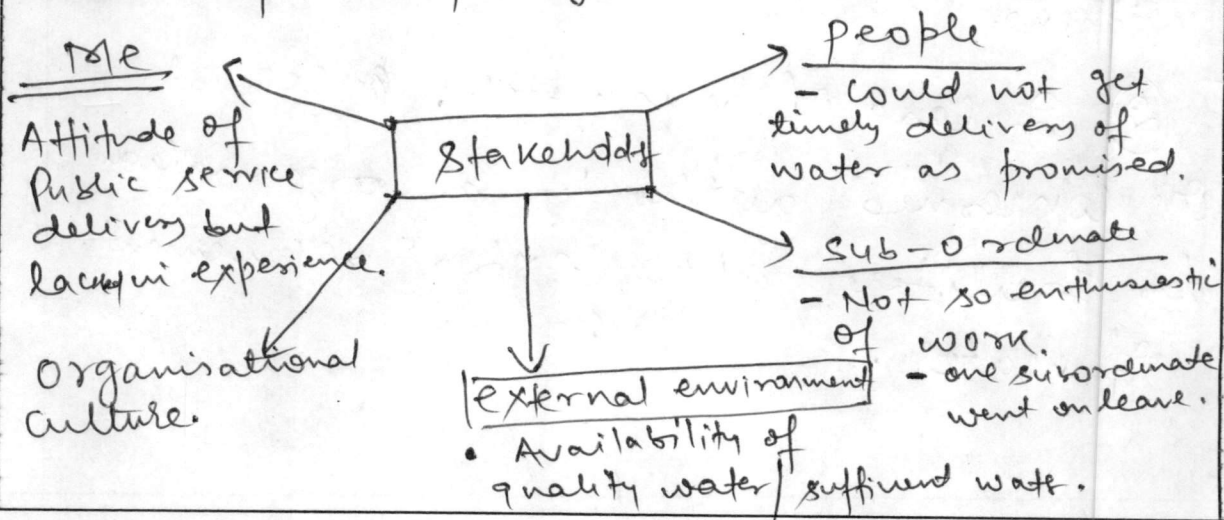 Me
Attitude of
Public service
delivery but
lacking experience.
Organisational
culture.
Stakeholders
People
- Could not get
timely delivery of
water as promised.
Sub-Ordinate
- Not so enthusiastic
of work.
- one subordinate
went on leave.
external environment
• Availability of
quality water / sufficient water.